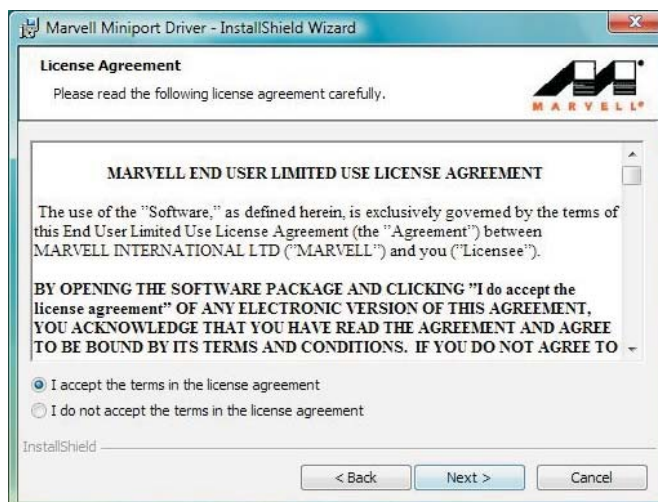 Marvell Miniport Driver - InstallShield Wizard
License Agreement
Please read the following license agreement carefully.
MARVELL®
MARVELL END USER LIMITED USE LICENSE AGREEMENT
The use of the "Software," as defined herein, is exclusively governed by the terms of
this End User Limited Use License Agreement (the "Agreement") between
MARVELL INTERNATIONAL LTD ("MARVELL") and you ("Licensee").
BY OPENING THE SOFTWARE PACKAGE AND CLICKING "I do accept the
license agreement" OF ANY ELECTRONIC VERSION OF THIS AGREEMENT,
YOU ACKNOWLEDGE THAT YOU HAVE READ THE AGREEMENT AND AGREE
TO BE BOUND BY ITS TERMS AND CONDITIONS. IF YOU DO NOT AGREE TO
I accept the terms in the license agreement
I do not accept the terms in the license agreement
InstallShield
< Back
Next >
Cancel